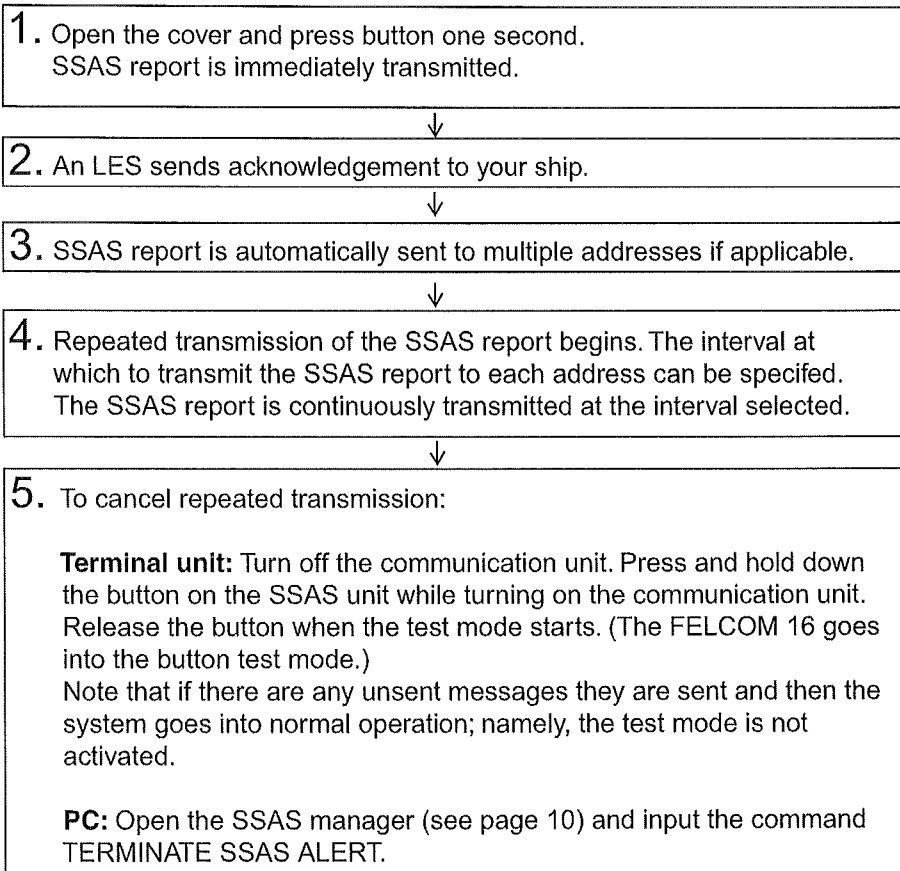 1. Open the cover and press button one second.
SSAS report is immediately transmitted.
2. An LES sends acknowledgement to your ship.
3. SSAS report is automatically sent to multiple addresses if applicable.
4. Repeated transmission of the SSAS report begins. The interval at
which to transmit the SSAS report to each address can be specifed.
The SSAS report is continuously transmitted at the interval selected.
5. To cancel repeated transmission:
Terminal unit: Turn off the communication unit. Press and hold down
the button on the SSAS unit while turning on the communication unit.
Release the button when the test mode starts. (The FELCOM 16 goes
into the button test mode.)
Note that if there are any unsent messages they are sent and then the
system goes into normal operation; namely, the test mode is not
activated.
PC: Open the SSAS manager (see page 10) and input the command
TERMINATE SSAS ALERT.